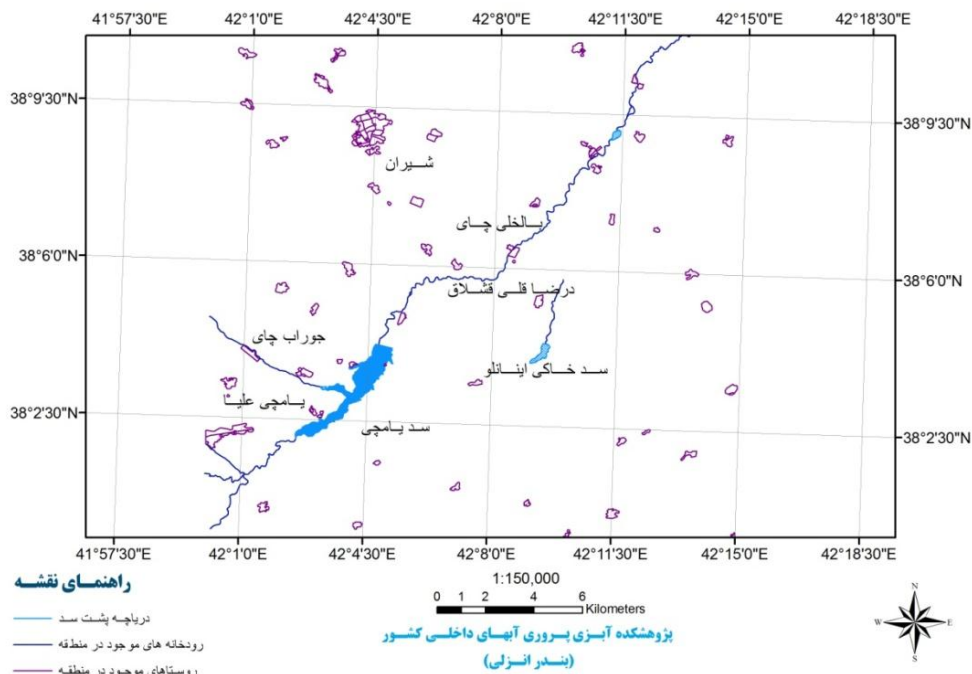 41°57'30"E 42°1'0"E 42°4'30"E 42°8'0"E 42°11'30"E 42°15'0"E 42°18'30"E
38°9'30"N
38°9'30"N
شیران
بالخلی چای
38°6'0"N
38°6'0"N
درضا قلی قشلاق
جوراب چای
سد خاکی اینانلو
یامچی علیا
38°2'30"N
سد یامچی
38°2'30"N
41°57'30"E 42°1'0"E 42°4'30"E 42°8'0"E 42°11'30"E 42°15'0"E 42°18'30"E
راهنمای نقشه
1:150,000
0 1 2 4 6
Kilometers
دریاچه پشت سد
رودخانه های موجود در منطقه
روستاهای موجود در منطقه
پژوهشکده آبزی پروری آبهای داخلی کشور
(بندر انزلی)
N
W E
S